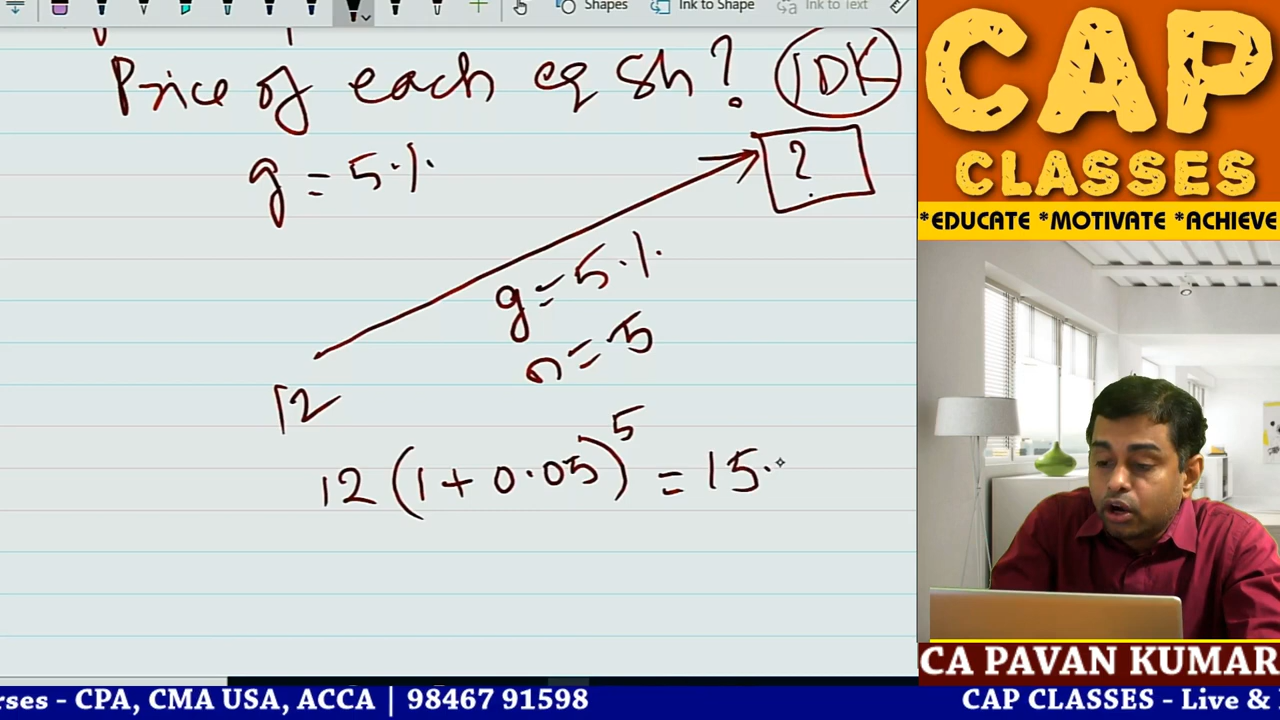 Shapes Ink to Shape Ink to Text
Price of each eq sh? IDK
g = 5%
?
g = 5%
n = 5
12
12 (1 + 0.05)^5 = 15.
CAP
CLASSES
*EDUCATE *MOTIVATE *ACHIEVE
CA PAVAN KUMAR
rses - CPA, CMA USA, ACCA | 98467 91598
CAP CLASSES - Live &